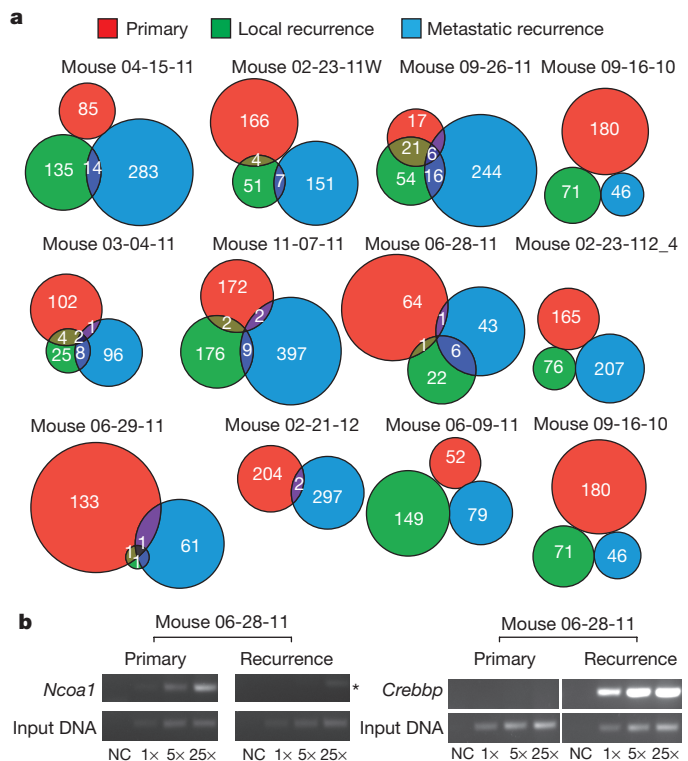 a
Primary Local recurrence Metastatic recurrence
Mouse 04-15-11 Mouse 02-23-11W Mouse 09-26-11 Mouse 09-16-10
85
135 14 283
166
4
51 7 151
17
21 6
54 16 244
180
71 46
Mouse 03-04-11 Mouse 11-07-11 Mouse 06-28-11 Mouse 02-23-112_4
102
1
4 2
25 8 96
172
2 2
176 9 397
64
1 43
1 6
22
165
76 207
Mouse 06-29-11 Mouse 02-21-12 Mouse 06-09-11 Mouse 09-16-10
133
1 1 61
1
204 2 297
52
149 79
180
71 46
b
Mouse 06-28-11 Mouse 06-28-11
Primary Recurrence Primary Recurrence
Ncoa1 * Crebbp
Input DNA Input DNA
NC 1× 5× 25× NC 1× 5× 25× NC 1× 5× 25× NC 1× 5× 25×